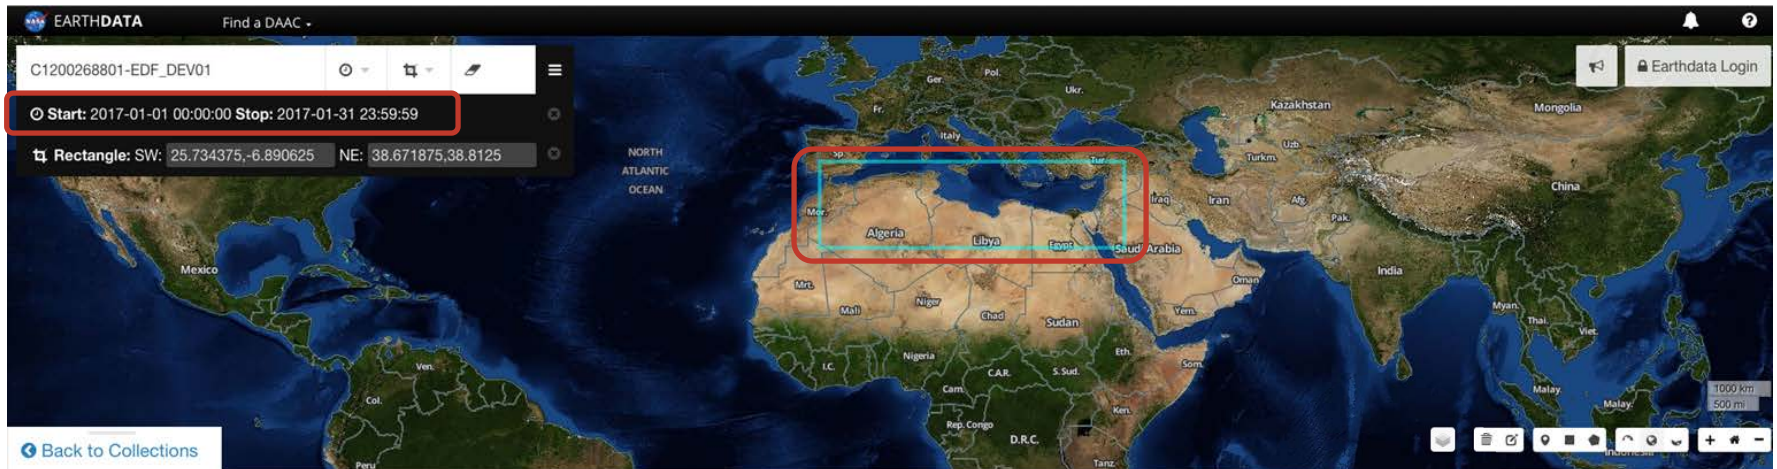 EARTHDATA Find a DAAC
C1200268801-EDF_DEV01
Earthdata Login
Start: 2017-01-01 00:00:00 Stop: 2017-01-31 23:59:59
Rectangle: SW: 25.734375,-6.890625 NE: 38.671875,38.8125
Ger.
Pol.
Ukr.
Fr.
Kazakhstan
Mongolia
Italy
Sp.
Uzb.
Turkm.
Tur.
NORTH
ATLANTIC
OCEAN
China
Iraq
Iran
Afg.
Pak.
Mor.
Algeria
Libya
Egypt
Saudi Arabia
Mexico
India
Oman
Mrt.
Mali
Niger
Chad
Sudan
Yem.
Myan.
Thai.
Viet.
Nigeria
Eth.
I.C.
C.A.R.
S. Sud.
Som.
Ven.
Cam.
Col.
Ken.
Malay.
Malay.
1000 km
500 mi
Rep. Congo
D.R.C.
Back to Collections
Indonesia
Peru
Tanz.